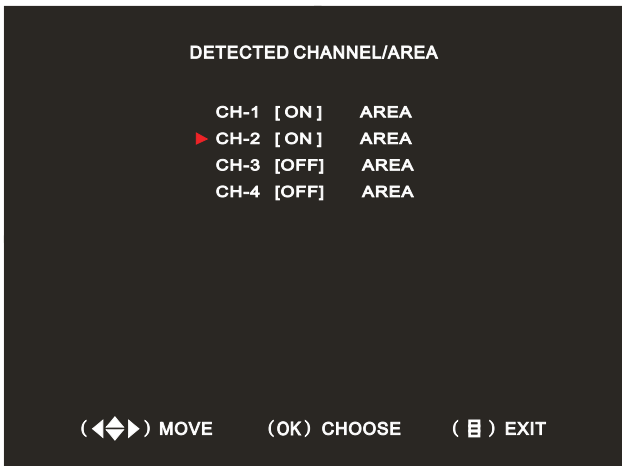 DETECTED CHANNEL/AREA
CH-1 [ ON ] AREA
CH-2 [ ON ] AREA
CH-3 [OFF] AREA
CH-4 [OFF] AREA
(◀◆▶) MOVE (OK) CHOOSE (目) EXIT